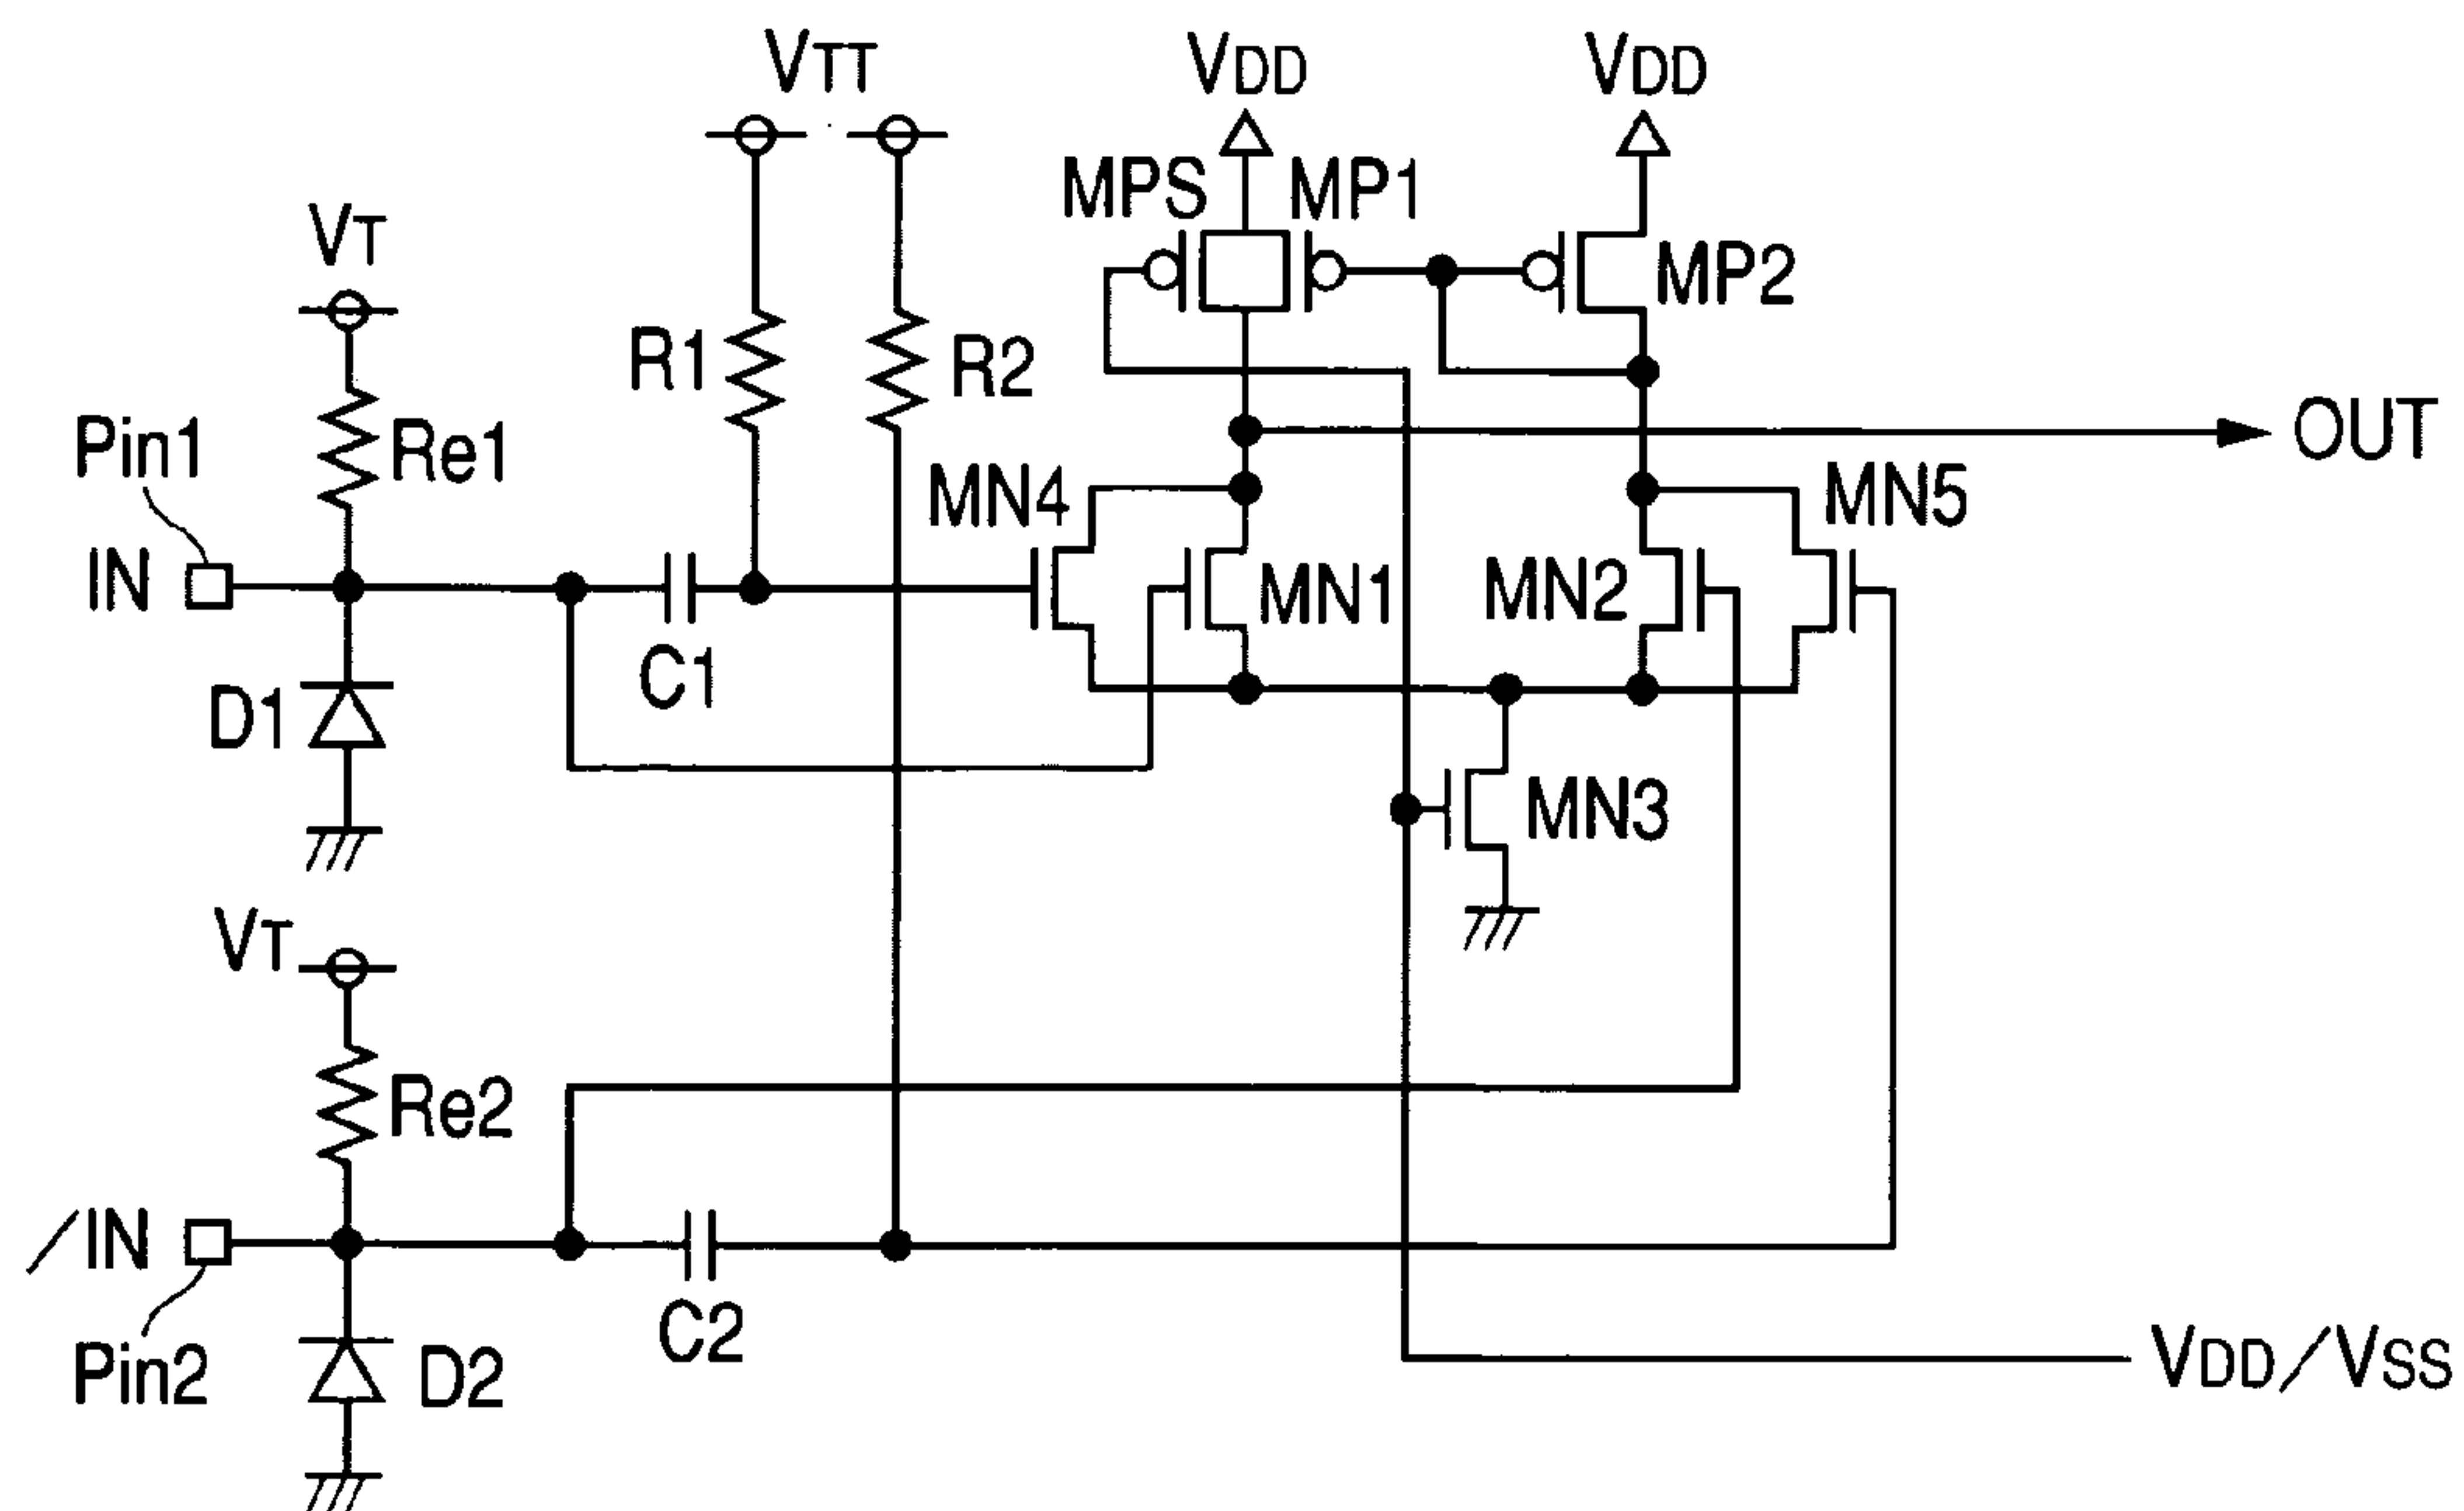 VTT VDD VDD
MPS MP1
VT
MP2
R1 R2
Pin1 Re1
OUT
MN4 MN5
IN MN1 MN2
C1
D1
MN3
VT
Re2
/IN
C2
Pin2 D2 VDD/VSS